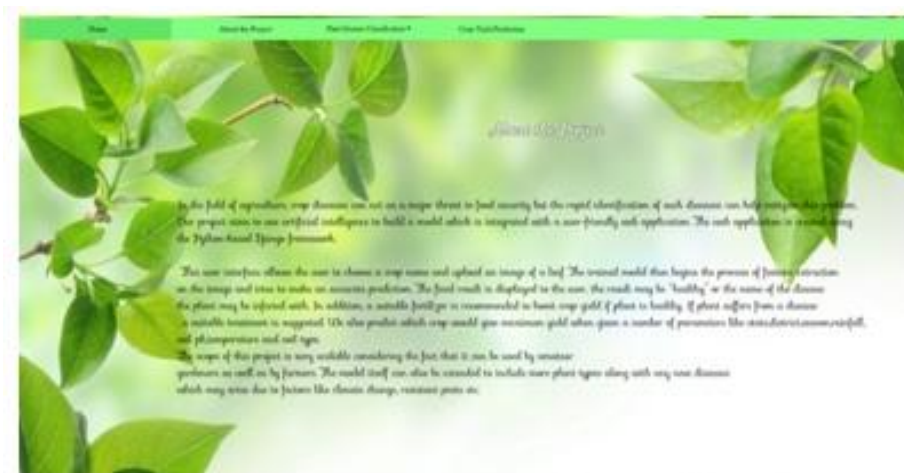 Home
About the Project
Plant Disease Classification
Crop Yield Prediction
About the Project
In the field of agriculture, crop diseases can act as a major threat to food security but the rapid identification of such diseases can help mitigate this problem.
Our project aims to use artificial intelligence to build a model which is integrated with a user-friendly web application. The web application is created using
the Python-based Django framework.
This user interface allows the user to choose a crop name and upload an image of a leaf. The trained model then begins the process of feature extraction
on the image and tries to make an accurate prediction. The final result is displayed to the user, the result may be "healthy" or the name of the disease
the plant may be infected with. In addition, a suitable fertilizer is recommended to boost crop yield if plant is healthy. If plant suffers from a disease
, a suitable treatment is suggested. We also predict which crop would give maximum yield when given a number of parameters like state,district,season,rainfall,
soil ph,temperature and soil type.
The scope of this project is very scalable considering the fact that it can be used by amateur
gardeners as well as by farmers. The model itself can also be extended to include more plant types along with any new diseases
which may arise due to factors like climate change, resistant pests etc.